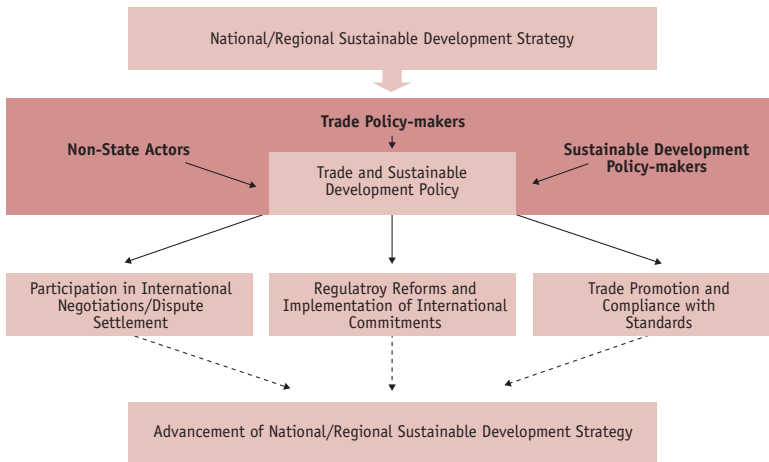 National/Regional Sustainable Development Strategy
Trade Policy-makers
Non-State Actors
Sustainable Development
Policy-makers
Trade and Sustainable
Development Policy
Participation in International
Negotiations/Dispute
Settlement
Regulatroy Reforms and
Implementation of International
Commitments
Trade Promotion and
Compliance with
Standards
Advancement of National/Regional Sustainable Development Strategy